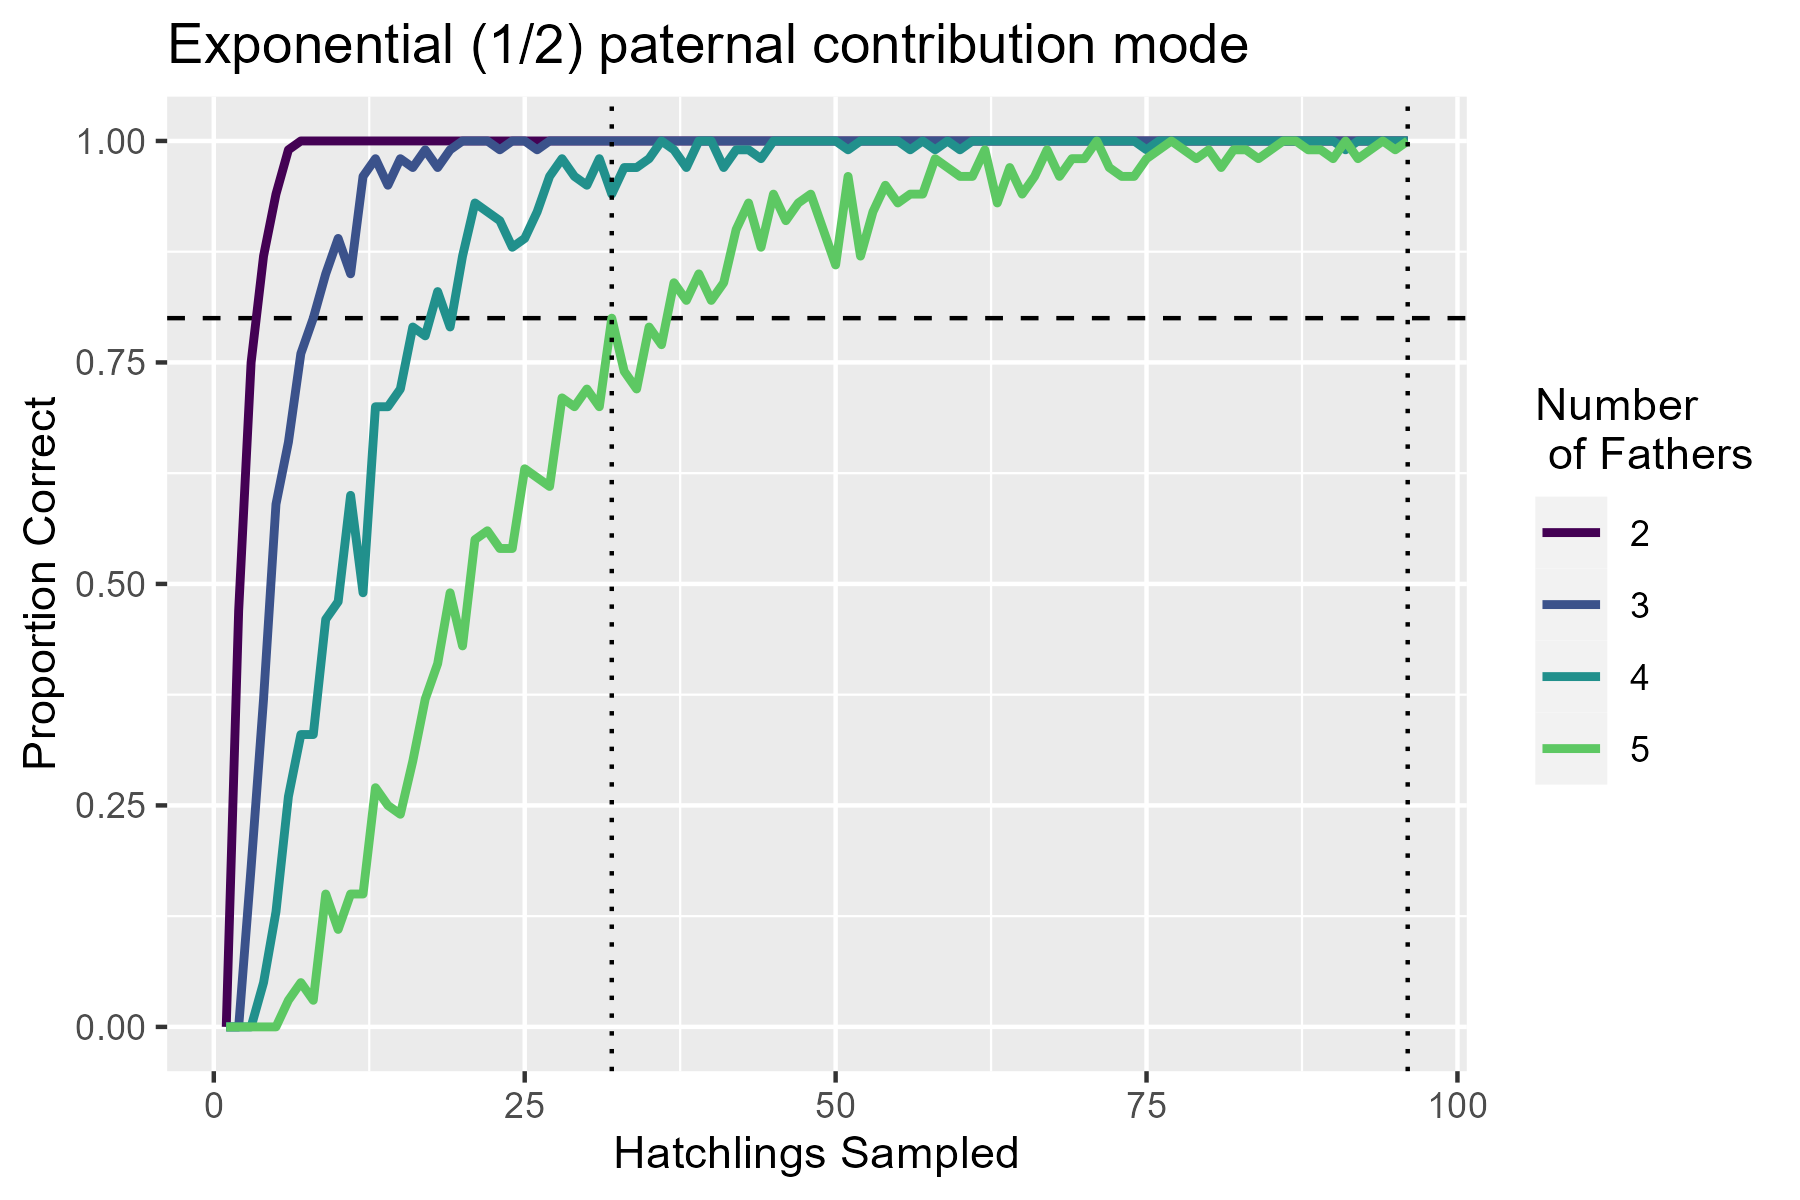 Exponential (1/2) paternal contribution mode
1.00
0.75
0.50
0.25
0.00
Proportion Correct
0 25 50 75 100
Hatchlings Sampled
Number
of Fathers
2
3
4
5